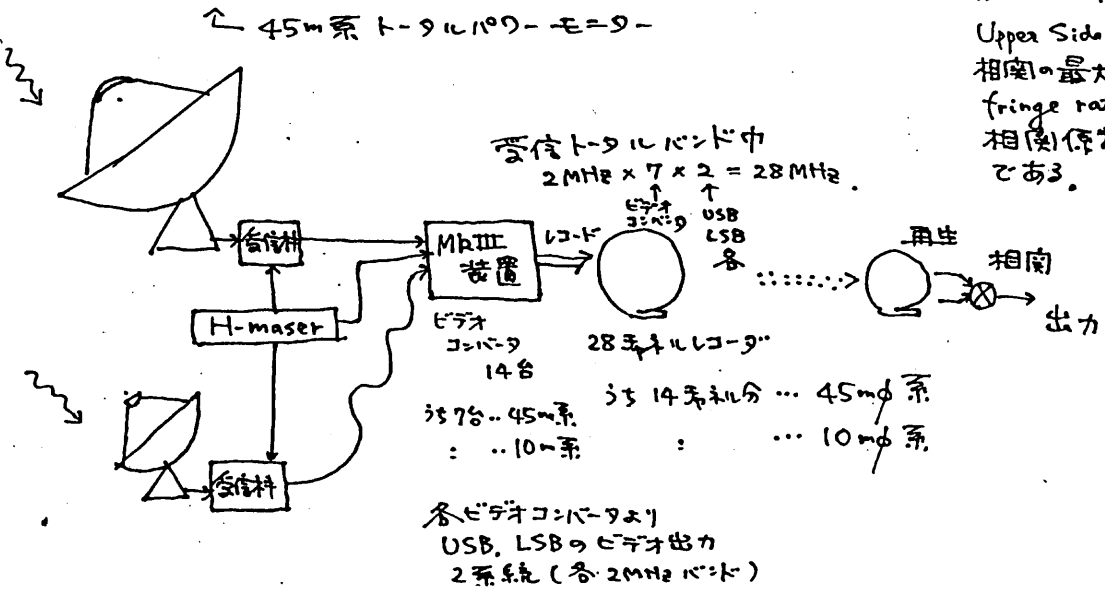 45m系 トータルパワーモニター
Upper Side
相関の最大
fringe ra
相関係
である。
受信トータルバンド巾
2MHz × 7 × 2 = 28MHz.
ビデオ
コンバータ
USB
LSB
各
受信機
MkIII
装置
レコード
再生
相関
出力
H-maser
ビデオ
コンバータ
14台
28チャネルレコーダ
うち7台‥45m系
: ‥10m系
うち 14チャネル分 … 45mφ系
: … 10mφ系
受信機
各ビデオコンバータより
USB, LSBのビデオ出力
2系統 (各2MHzバンド)